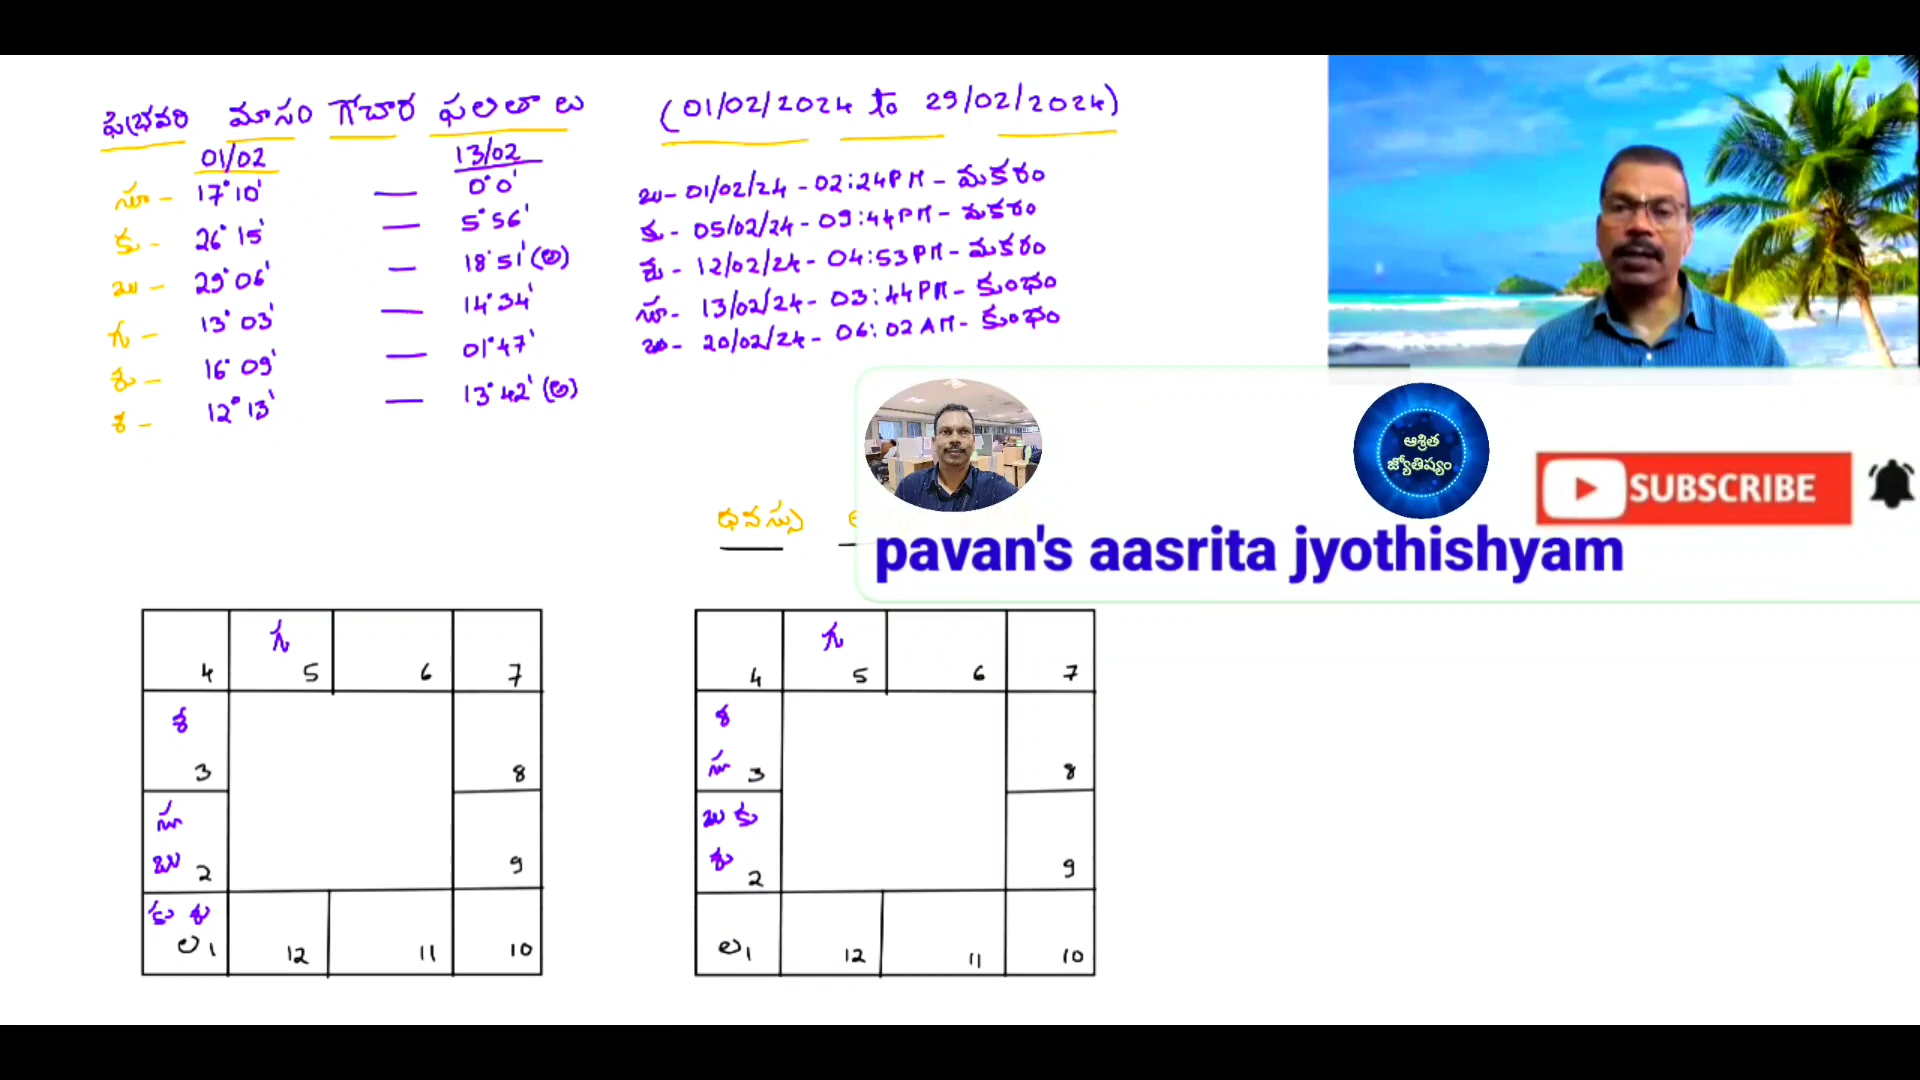 ఫిబ్రవరి మాసం గోచార ఫలితాలు (01/02/2024 to 29/02/2024)
01/02 13/02
సూ - 17° 10' — 0° 0'
కు - 26° 15' — 5° 56'
బు - 29° 06' — 18° 51' (అ)
గు - 13° 03' — 14° 34'
శు - 16° 09' — 01° 47'
శ - 12° 13' — 13° 42' (అ)
బు - 01/02/24 - 02:24PM - మకరం
కు - 05/02/24 - 09:44PM - మకరం
శు - 12/02/24 - 04:53PM - మకరం
సూ - 13/02/24 - 03:44PM - కుంభం
బు - 20/02/24 - 06:02AM - కుంభం
ఆశ్రిత
జ్యోతిష్యం
SUBSCRIBE
ధనస్సు
pavan's aasrita jyothishyam
గు
4 5 6 7
శ
3 8
సూ
బు 2 9
కు శు
ల 1 12 11 10
గు
4 5 6 7
శ
సూ 3 8
బు కు
శు 2 9
ల 1 12 11 10